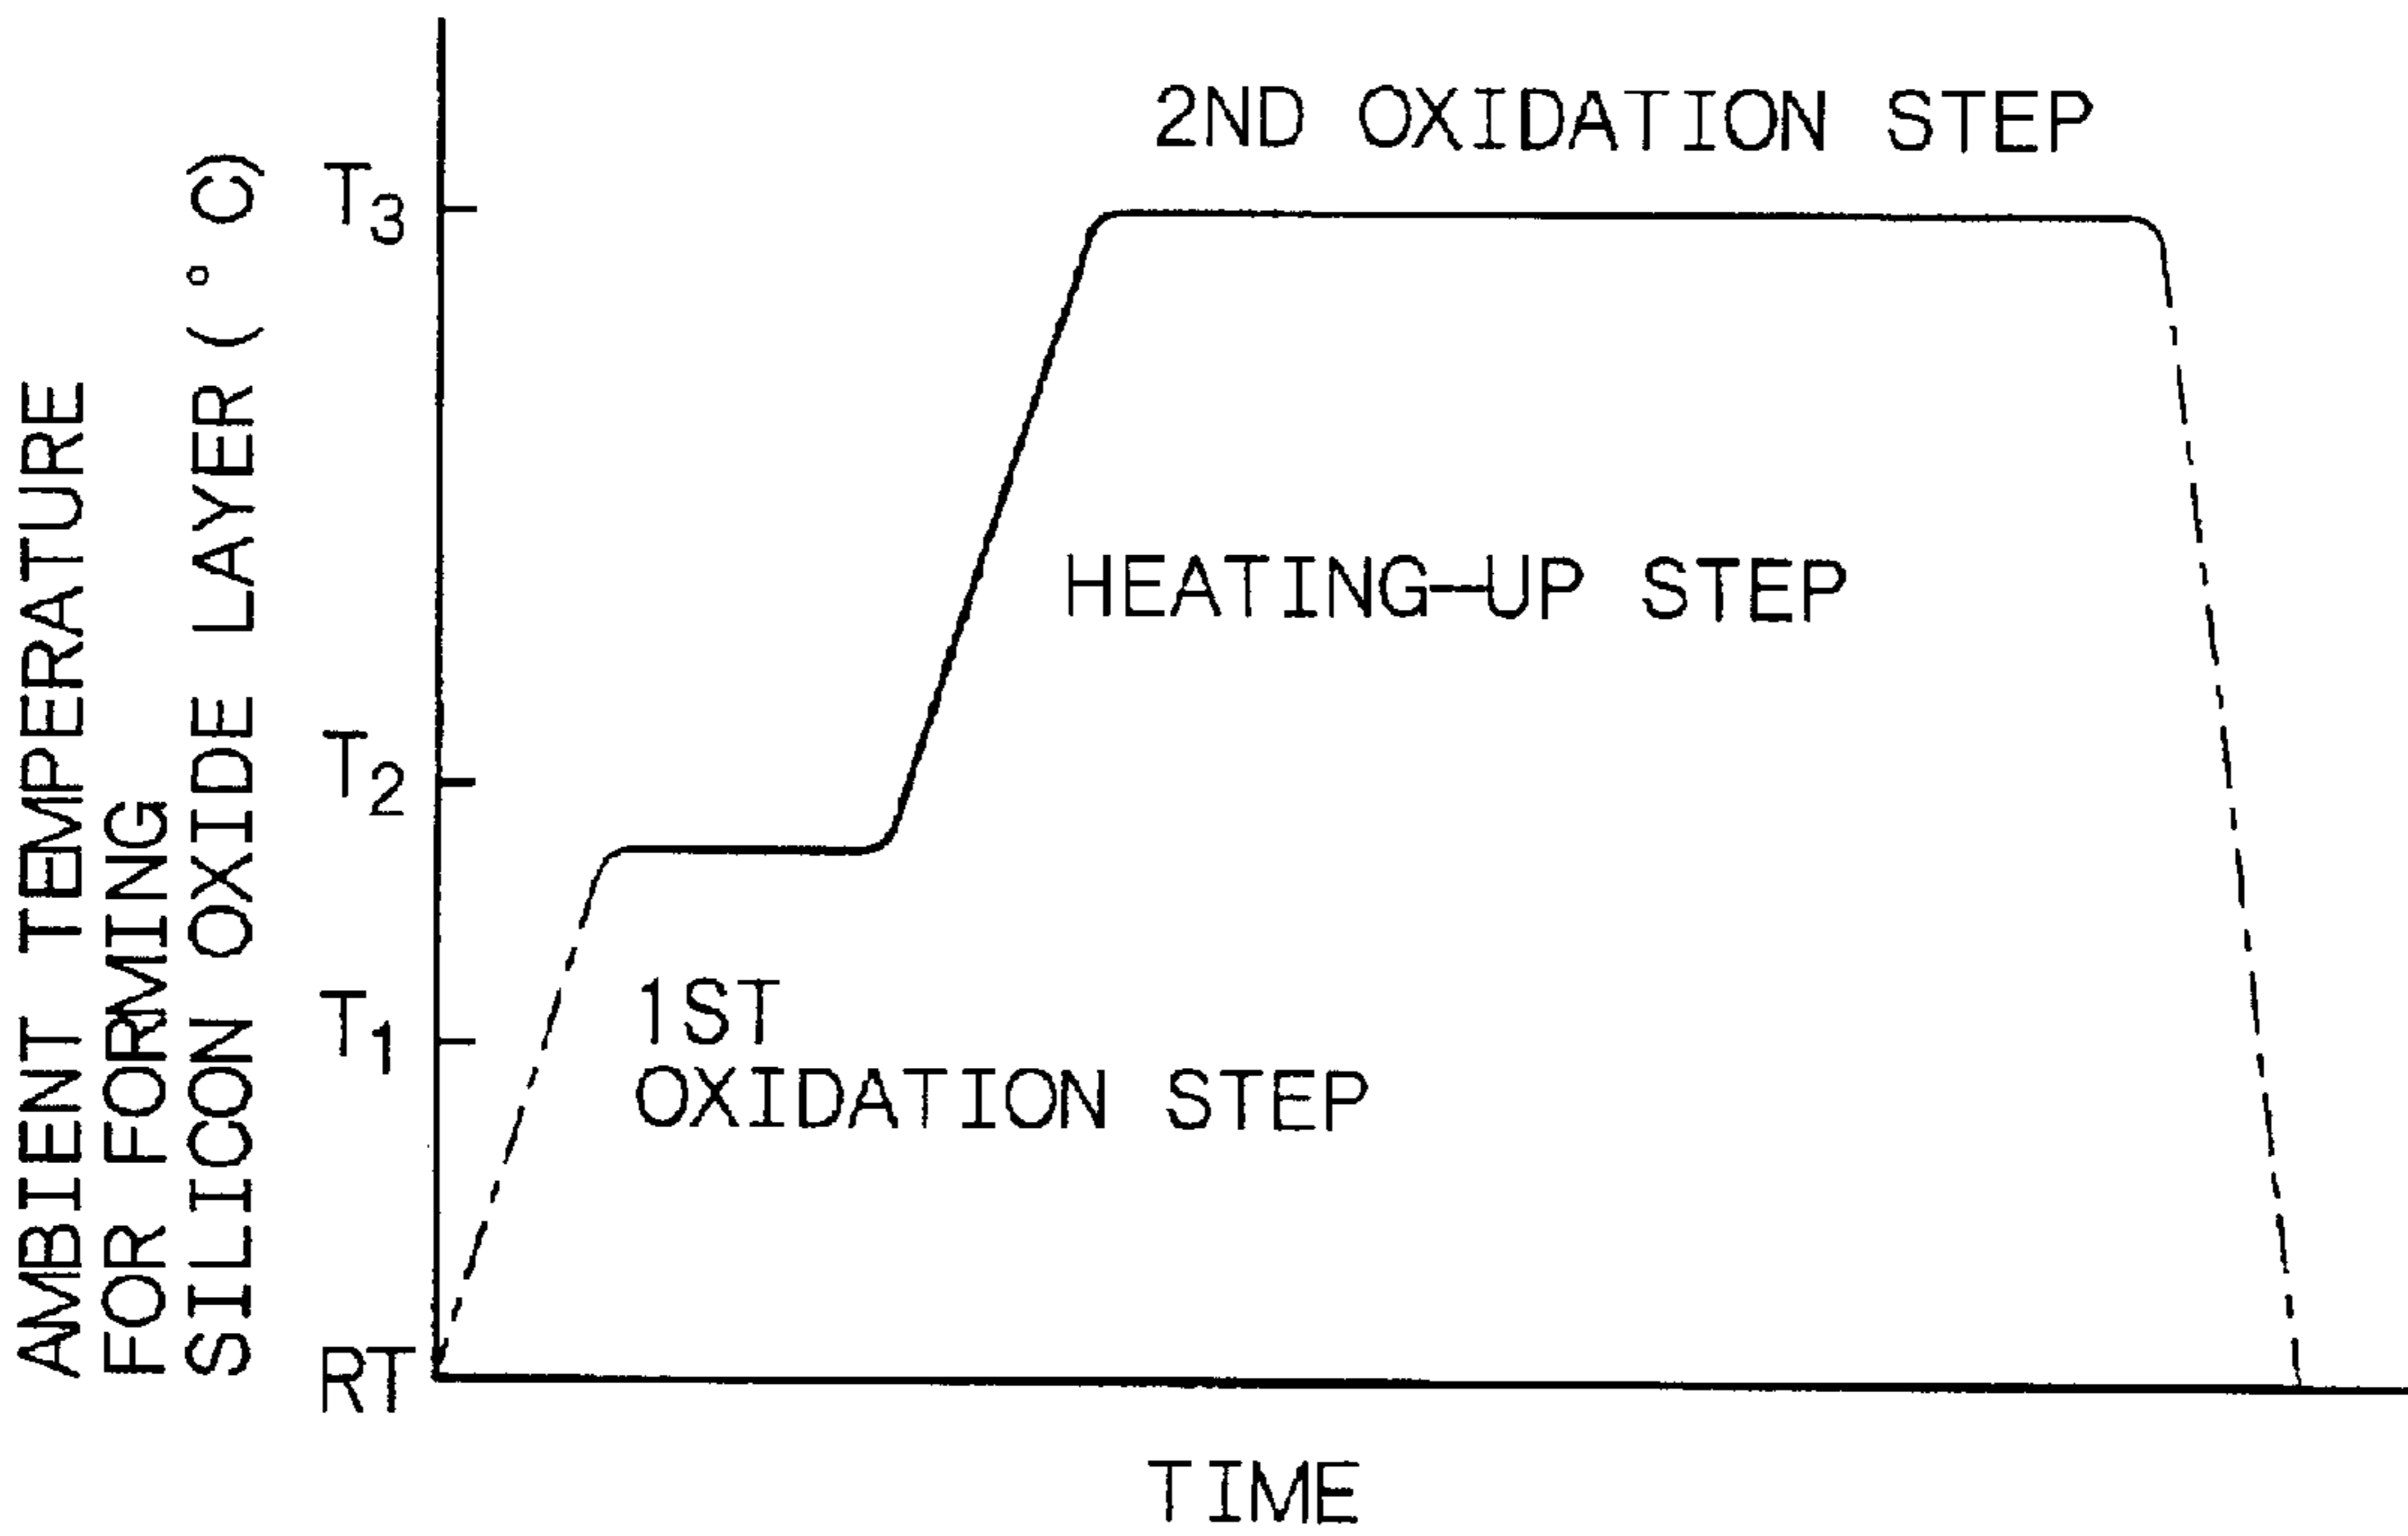 AMBIENT TEMPERATURE
FOR FORMING
SILICON OXIDE LAYER (°C)
T3
2ND OXIDATION STEP
HEATING-UP STEP
T2
T1
1ST
OXIDATION STEP
RT
TIME